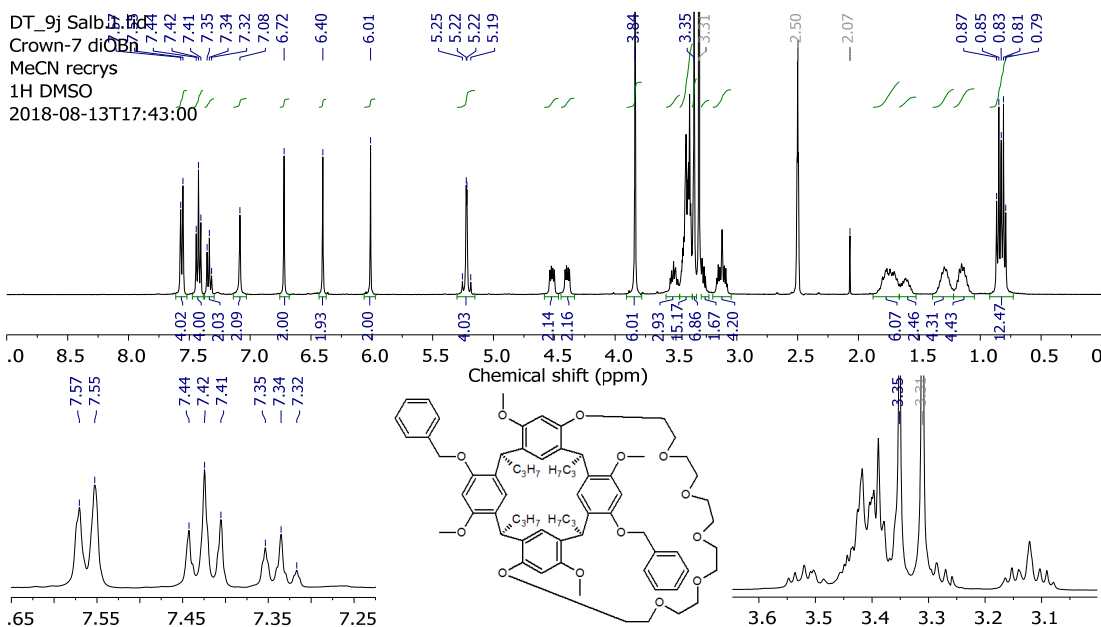 DT_9j Salb.1.fid
Crown-7 diOBn
MeCN recrys
1H DMSO
2018-08-13T17:43:00
7.44 7.42 7.41 7.35 7.34 7.32 7.08 6.72 6.40 6.01 5.25 5.22 5.22 5.19 3.84 3.35 3.31 2.50 2.07 0.87 0.85 0.83 0.81 0.79
4.02 4.00 2.03 2.09 2.00 1.93 2.00 4.03 2.14 2.16 6.01 2.93 15.17 6.86 1.67 4.20 6.07 2.46 4.31 4.43 12.47
.0 8.5 8.0 7.5 7.0 6.5 6.0 5.5 5.0 4.5 4.0 3.5 3.0 2.5 2.0 1.5 1.0 0.5 0
Chemical shift (ppm)
7.57 7.55 7.44 7.42 7.41 7.35 7.34 7.32
3.35 3.31
O O
O O
C3H7 H7C3 O
O
O
O C3H7 H7C3 O O
O
O O O
O
.65 7.55 7.45 7.35 7.25
3.6 3.5 3.4 3.3 3.2 3.1